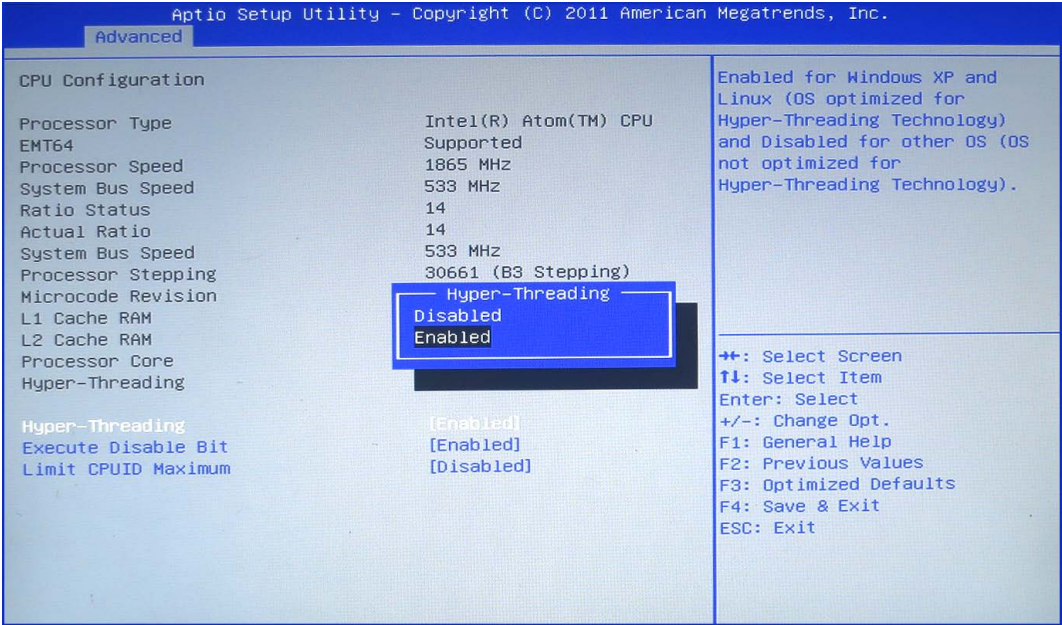 Aptio Setup Utility – Copyright (C) 2011 American Megatrends, Inc.
Advanced
CPU Configuration
Processor Type Intel(R) Atom(TM) CPU
EMT64 Supported
Processor Speed 1865 MHz
System Bus Speed 533 MHz
Ratio Status 14
Actual Ratio 14
System Bus Speed 533 MHz
Processor Stepping 30661 (B3 Stepping)
Microcode Revision
L1 Cache RAM
L2 Cache RAM
Processor Core
Hyper-Threading
Hyper-Threading [Enabled]
Execute Disable Bit [Enabled]
Limit CPUID Maximum [Disabled]
Hyper-Threading
Disabled
Enabled
Enabled for Windows XP and
Linux (OS optimized for
Hyper-Threading Technology)
and Disabled for other OS (OS
not optimized for
Hyper-Threading Technology).
→←: Select Screen
↑↓: Select Item
Enter: Select
+/-: Change Opt.
F1: General Help
F2: Previous Values
F3: Optimized Defaults
F4: Save & Exit
ESC: Exit